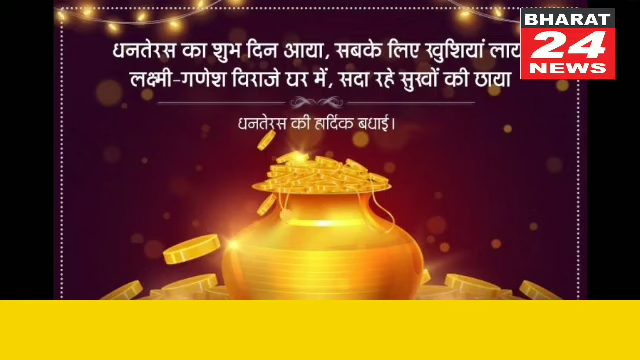 धनतेरस का शुभ दिन आया, सबके लिए खुशियां
लक्ष्मी-गणेश विराजे घर में, सदा रहे सुखों की छाया
धनतेरस की हार्दिक बधाई।
BHARAT
24
NEWS